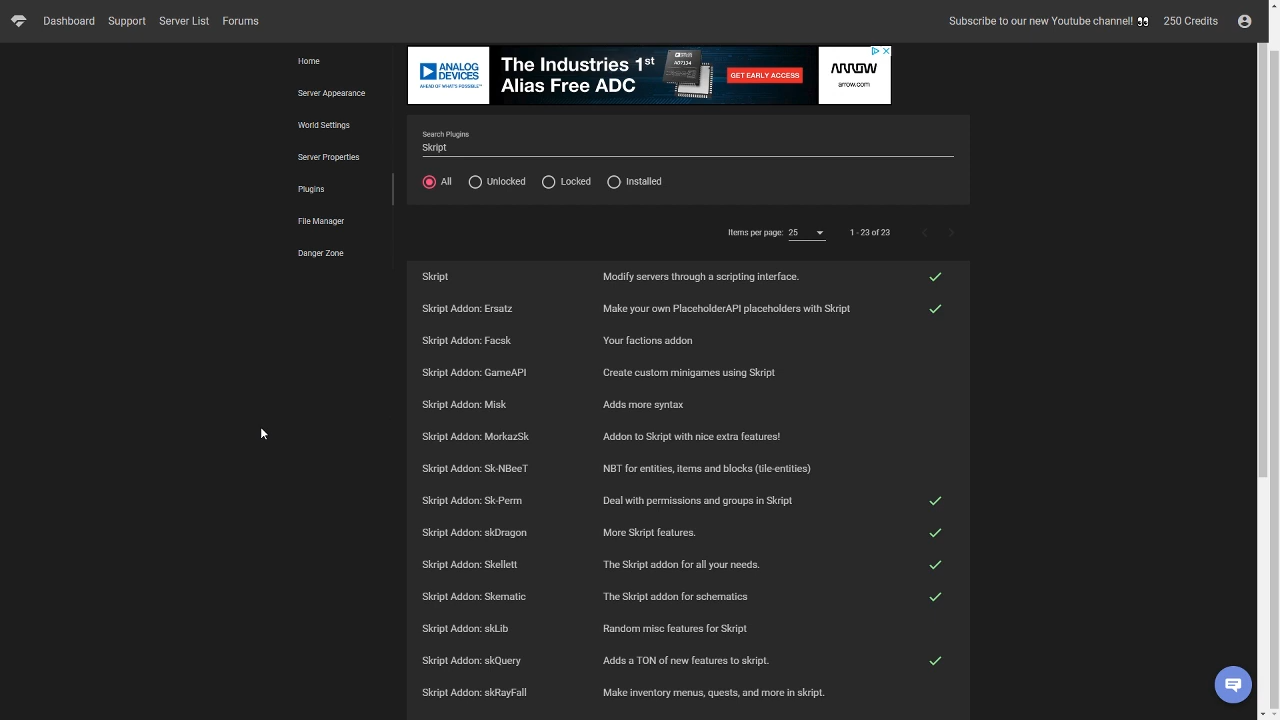 Dashboard Support Server List Forums Subscribe to our new Youtube channel! 👀 250 Credits
Home
Server Appearance
World Settings
Server Properties
Plugins
File Manager
Danger Zone
ANALOG
DEVICES
AHEAD OF WHAT'S POSSIBLE™
The Industries 1st
Alias Free ADC
AD7134
GET EARLY ACCESS
ARROW
arrow.com
Search Plugins
Skript
All Unlocked Locked Installed
Items per page: 25 1 - 23 of 23
Skript Modify servers through a scripting interface.
Skript Addon: Ersatz Make your own PlaceholderAPI placeholders with Skript
Skript Addon: Facsk Your factions addon
Skript Addon: GameAPI Create custom minigames using Skript
Skript Addon: Misk Adds more syntax
Skript Addon: MorkazSk Addon to Skript with nice extra features!
Skript Addon: Sk-NBeeT NBT for entities, items and blocks (tile-entities)
Skript Addon: Sk-Perm Deal with permissions and groups in Skript
Skript Addon: skDragon More Skript features.
Skript Addon: Skellett The Skript addon for all your needs.
Skript Addon: Skematic The Skript addon for schematics
Skript Addon: skLib Random misc features for Skript
Skript Addon: skQuery Adds a TON of new features to skript.
Skript Addon: skRayFall Make inventory menus, quests, and more in skript.